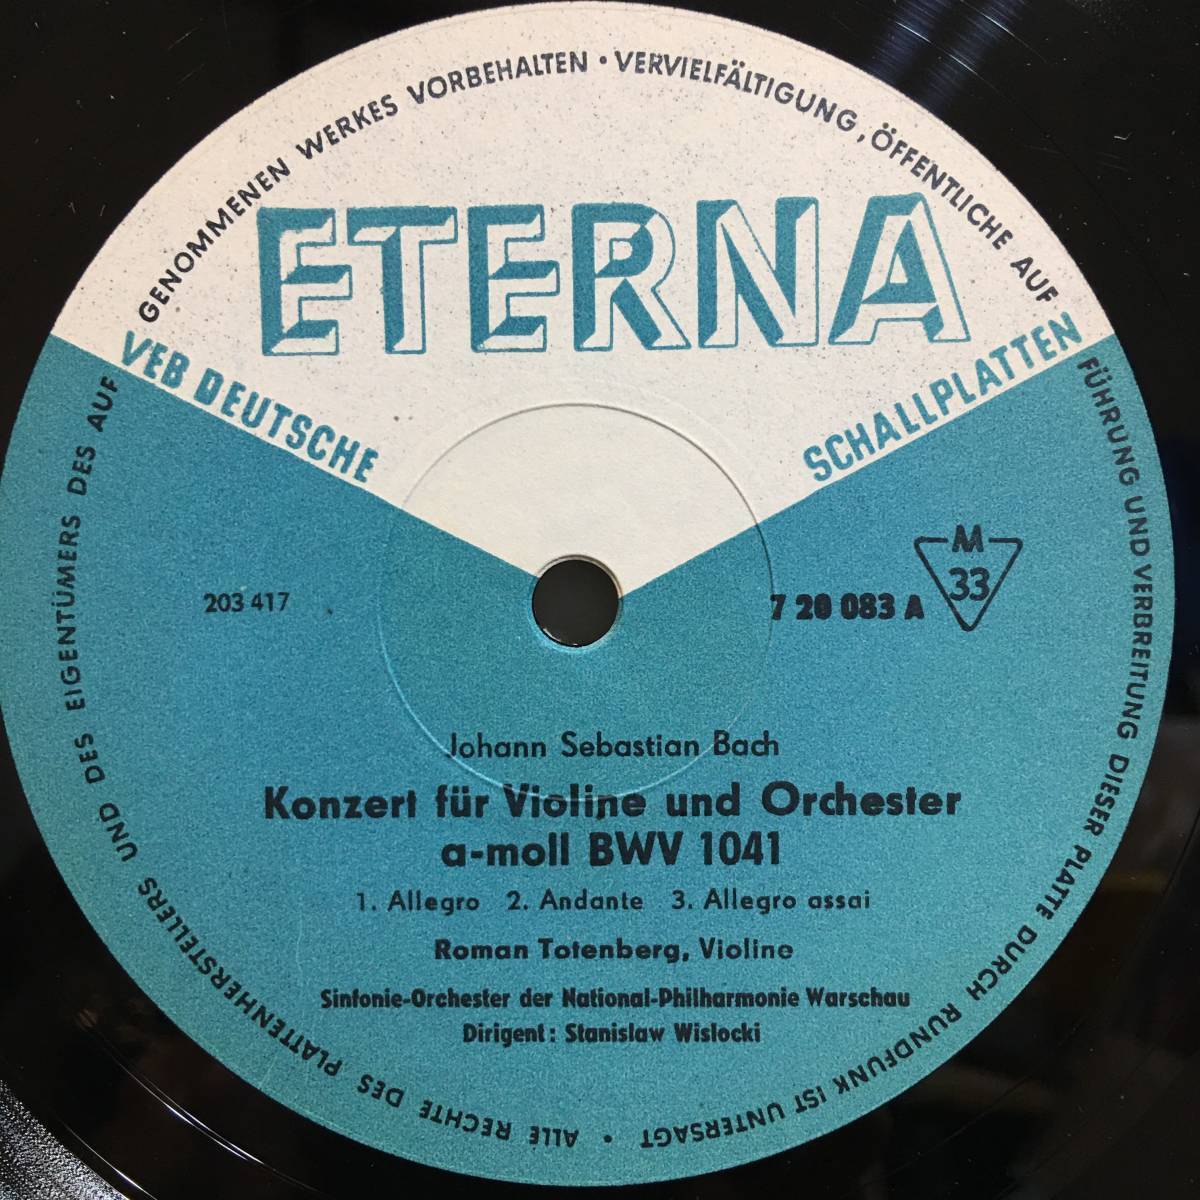 ALLE RECHTE DES PLATTENHERSTELLERS UND DES EIGENTÜMERS DES AUF GENOMMENEN WERKES VORBEHALTEN · VERVIELFÄLTIGUNG, ÖFFENTLICHE AUF FÜHRUNG UND VERBREITUNG DIESER PLATTE DURCH RUNDFUNK IST UNTERSAGT ·
ETERNA
VEB DEUTSCHE SCHALLPLATTEN
M
33
203 417
7 20 083 A
Johann Sebastian Bach
Konzert für Violine und Orchester
a-moll BWV 1041
1. Allegro 2. Andante 3. Allegro assai
Roman Totenberg, Violine
Sinfonie-Orchester der National-Philharmonie Warschau
Dirigent: Stanislaw Wislocki